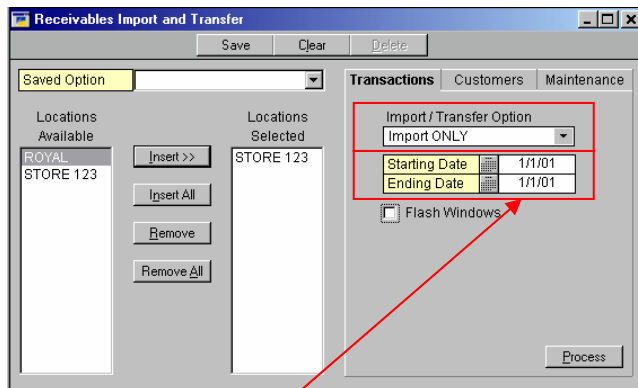 Receivables Import and Transfer
Save Clear Delete
Saved Option
Transactions Customers Maintenance
Locations Available
Locations Selected
ROYAL
STORE 123
Insert >>
Insert All
Remove
Remove All
STORE 123
Import / Transfer Option
Import ONLY
Starting Date 1/1/01
Ending Date 1/1/01
Flash Windows
Process